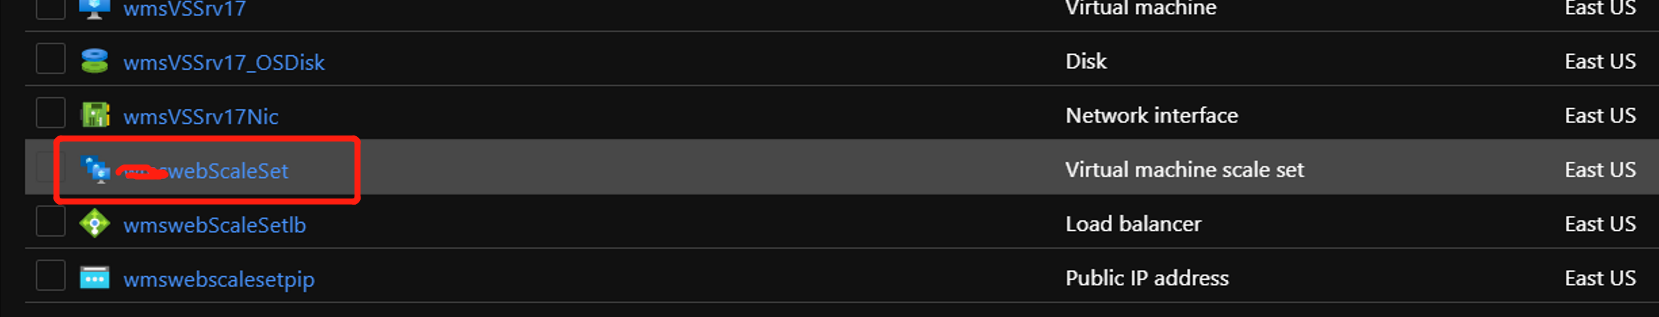 wmsVSSrv17 Virtual machine East US
wmsVSSrv17_OSDisk Disk East US
wmsVSSrv17Nic Network interface East US
webScaleSet Virtual machine scale set East US
wmswebScaleSetlb Load balancer East US
wmswebscalesetpip Public IP address East US